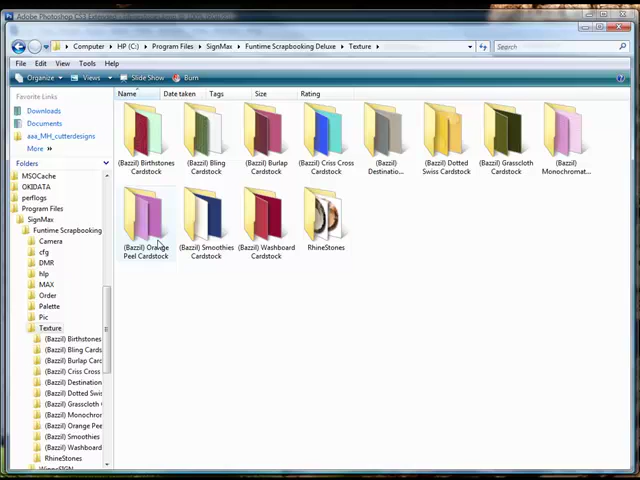 Adobe Photoshop CS3 Extended
Computer ▸ HP (C:) ▸ Program Files ▸ SignMax ▸ Funtime Scrapbooking Deluxe ▸ Texture
Search
File Edit View Tools Help
Organize Views Slide Show Burn
Favorite Links
Downloads
Documents
aaa_MH_cutterdesigns
More »
Folders
MSOCache
OKIDATA
perflogs
Program Files
SignMax
Funtime Scrapbooking
Camera
cfg
DMR
hlp
MAX
Order
Palette
Pic
Texture
(Bazzil) Birthstones
(Bazzil) Bling Cards
(Bazzil) Burlap Card
(Bazzil) Criss Cross
(Bazzil) Destination
(Bazzil) Dotted Swis
(Bazzil) Grasscloth
(Bazzil) Monochrom
(Bazzil) Orange Pee
(Bazzil) Smoothies
(Bazzil) Washboard
RhineStones
Name Date taken Tags Size Rating
(Bazzil) Birthstones Cardstock
(Bazzil) Bling Cardstock
(Bazzil) Burlap Cardstock
(Bazzil) Criss Cross Cardstock
(Bazzil) Destinatio...
(Bazzil) Dotted Swiss Cardstock
(Bazzil) Grasscloth Cardstock
(Bazzil) Monochromat...
(Bazzil) Orange Peel Cardstock
(Bazzil) Smoothies Cardstock
(Bazzil) Washboard Cardstock
RhineStones